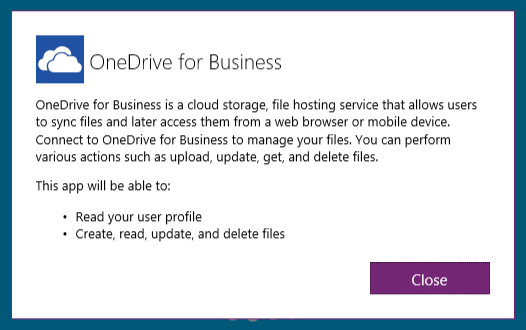 OneDrive for Business
OneDrive for Business is a cloud storage, file hosting service that allows users
to sync files and later access them from a web browser or mobile device.
Connect to OneDrive for Business to manage your files. You can perform
various actions such as upload, update, get, and delete files.
This app will be able to:
• Read your user profile
• Create, read, update, and delete files
Close